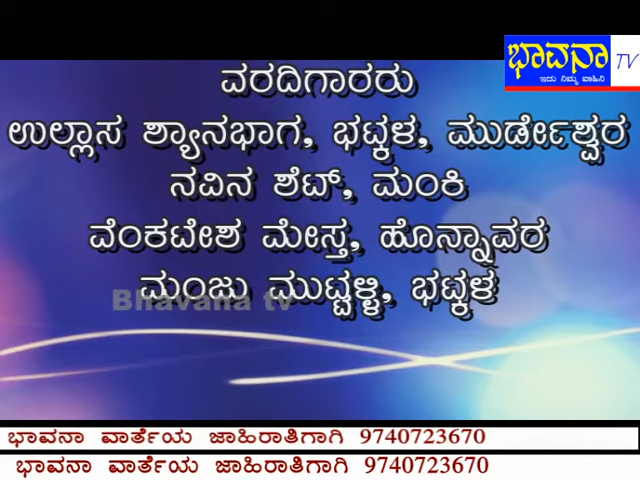 ಭಾವನಾ TV
ಇದು ನಿಮ್ಮ ವಾಹಿನಿ
ವರದಿಗಾರರು
ಉಲ್ಲಾಸ ಶ್ಯಾನಭಾಗ, ಭಟ್ಕಳ, ಮುರ್ಡೇಶ್ವರ
ನವಿನ ಶೆಟ್, ಮಂಕಿ
ವೆಂಕಟೇಶ ಮೇಸ್ತ, ಹೊನ್ನಾವರ
ಮಂಜು ಮುಟ್ಟಳ್ಳಿ, ಭಟ್ಕಳ
Bhavana tv
ಭಾವನಾ ವಾರ್ತೆಯ ಜಾಹಿರಾತಿಗಾಗಿ 9740723670
ಭಾವನಾ ವಾರ್ತೆಯ ಜಾಹಿರಾತಿಗಾಗಿ 9740723670